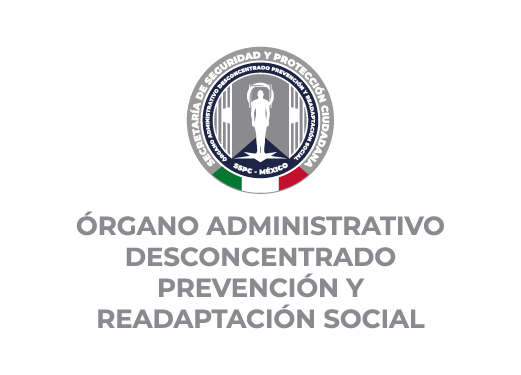 SECRETARÍA DE SEGURIDAD Y PROTECCIÓN CIUDADANA
ÓRGANO ADMINISTRATIVO DESCONCENTRADO PREVENCIÓN Y READAPTACIÓN SOCIAL
SSPC - MÉXICO
ÓRGANO ADMINISTRATIVO
DESCONCENTRADO
PREVENCIÓN Y
READAPTACIÓN SOCIAL